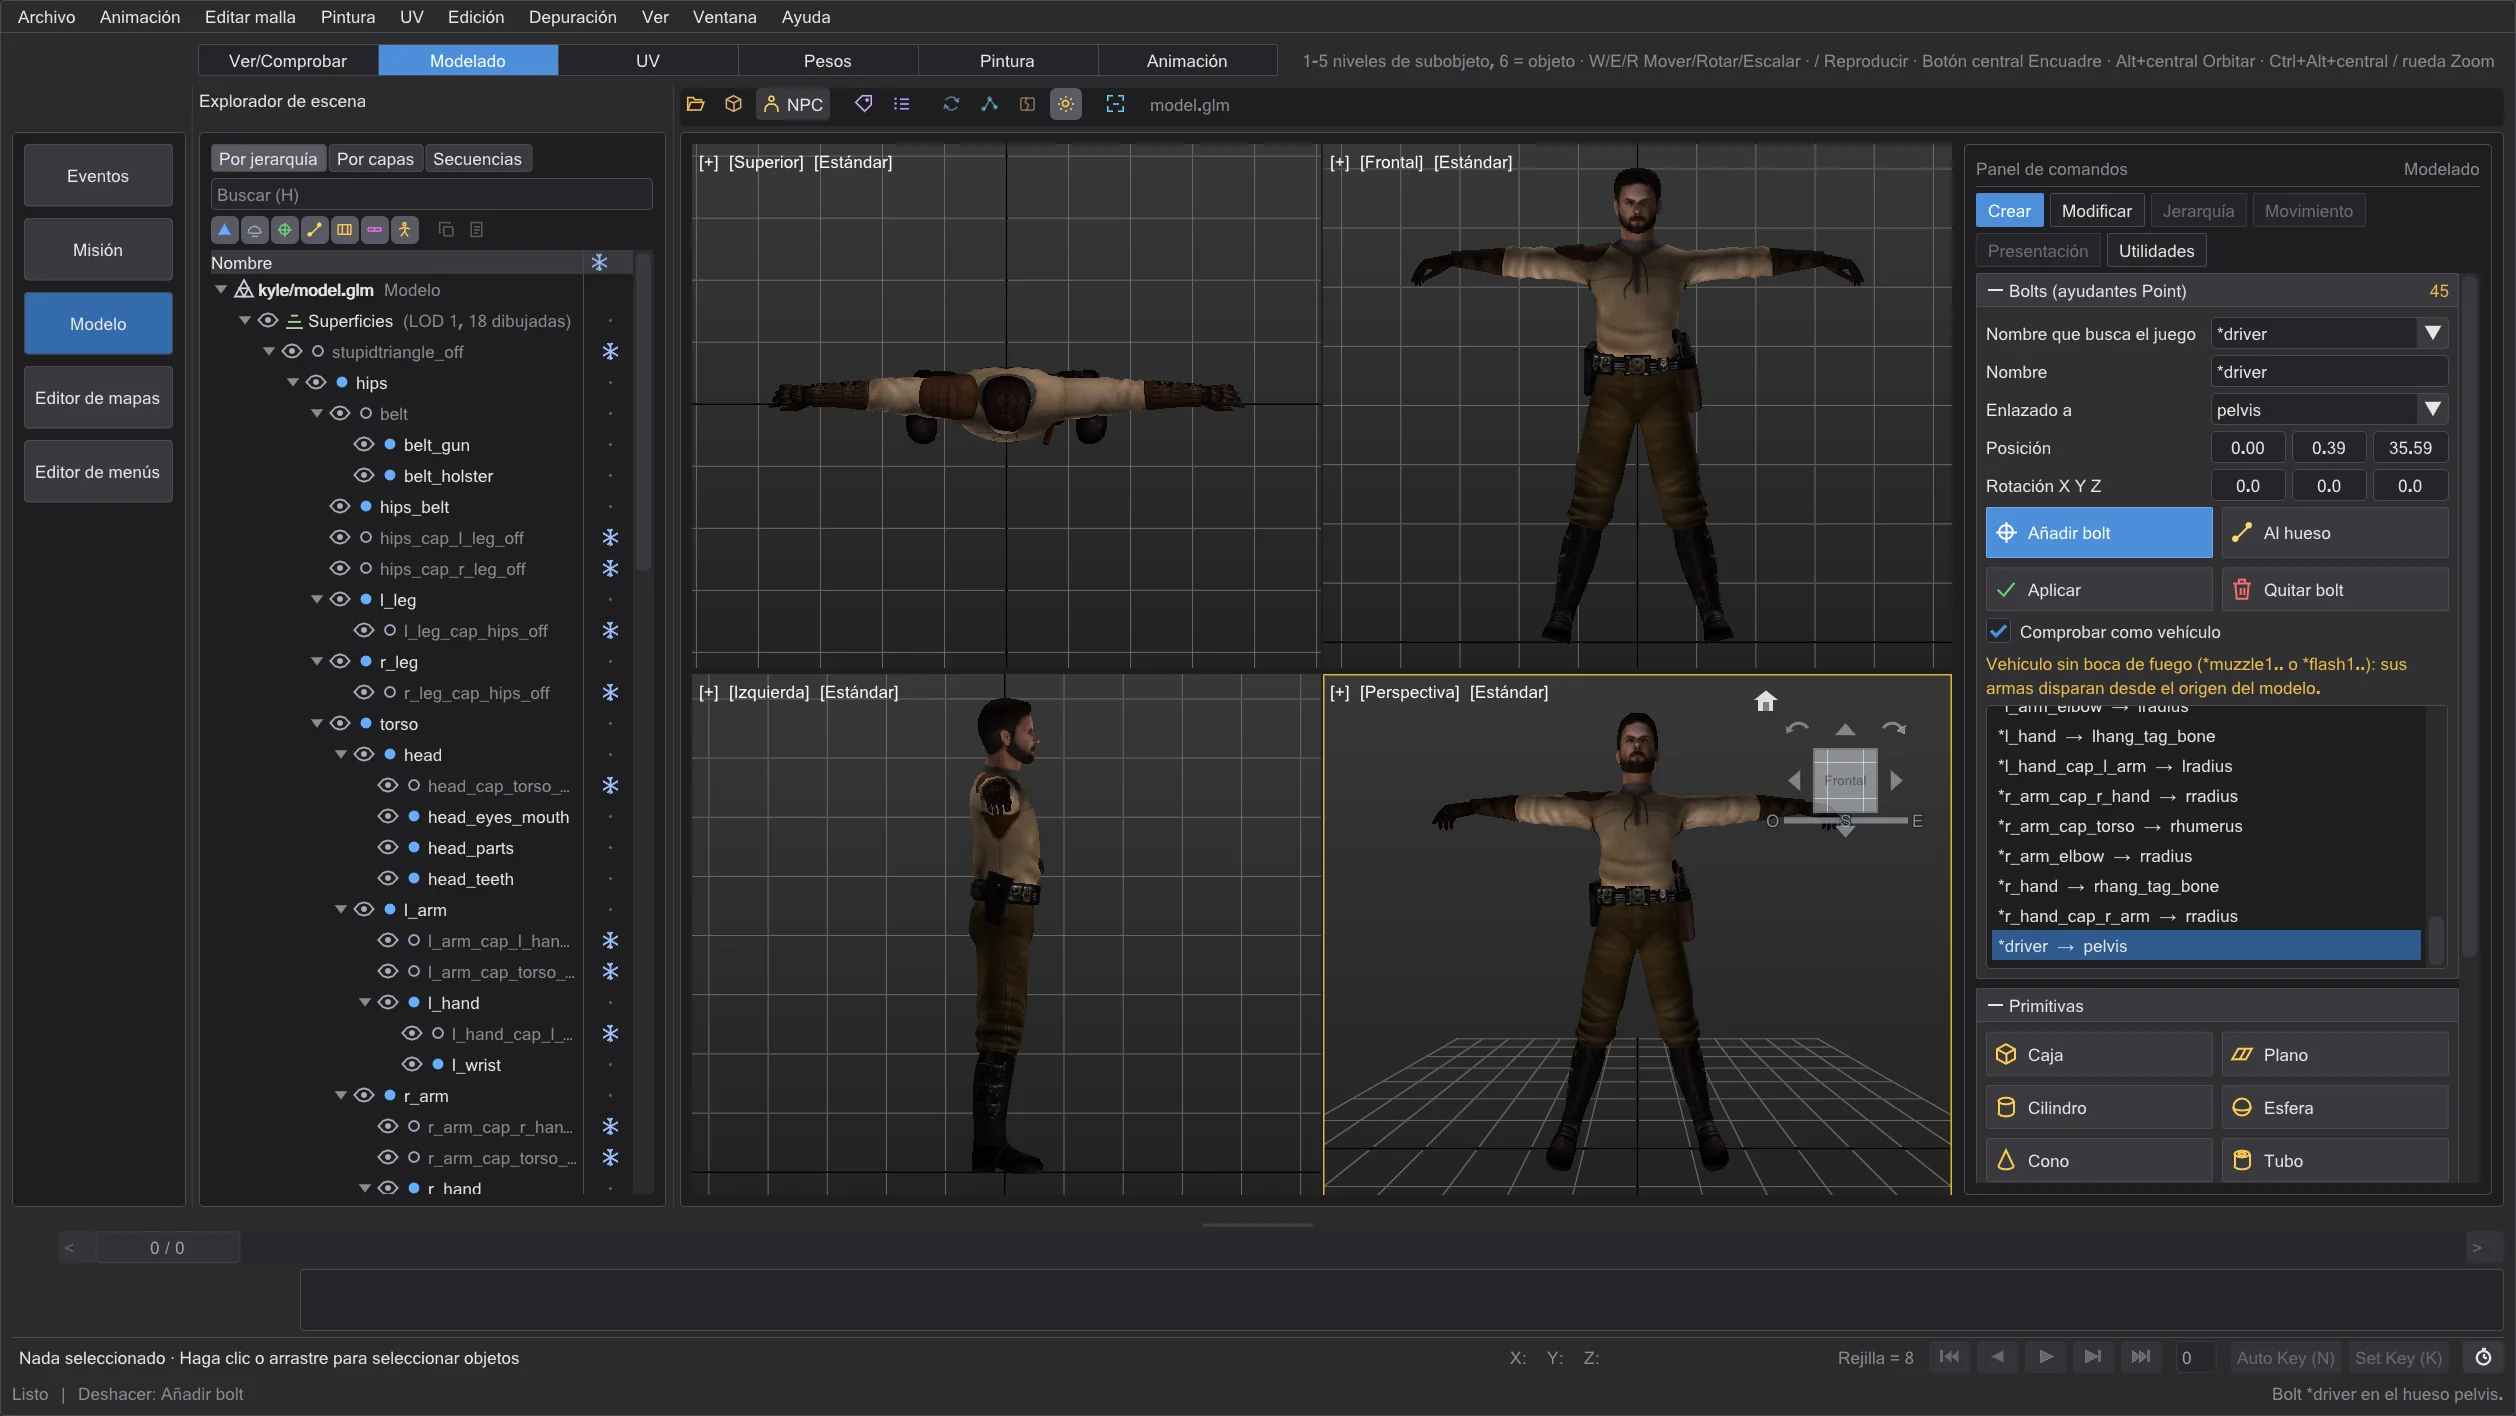 Archivo Animación Editar malla Pintura UV Edición Depuración Ver Ventana Ayuda
Ver/Comprobar Modelado UV Pesos Pintura Animación 1-5 niveles de subobjeto, 6 = objeto · W/E/R Mover/Rotar/Escalar · / Reproducir · Botón central Encuadre · Alt+central Orbitar · Ctrl+Alt+central / rueda Zoom
Explorador de escena
NPC model.glm
Eventos
Misión
Modelo
Editor de mapas
Editor de menús
Por jerarquía Por capas Secuencias
Buscar (H)
Nombre
kyle/model.glm Modelo
Superficies (LOD 1, 18 dibujadas)
stupidtriangle_off
hips
belt
belt_gun
belt_holster
hips_belt
hips_cap_l_leg_off
hips_cap_r_leg_off
l_leg
l_leg_cap_hips_off
r_leg
r_leg_cap_hips_off
torso
head
head_cap_torso_...
head_eyes_mouth
head_parts
head_teeth
l_arm
l_arm_cap_l_han...
l_arm_cap_torso_...
l_hand
l_hand_cap_l_...
l_wrist
r_arm
r_arm_cap_r_han...
r_arm_cap_torso_...
r_hand
[+] [Superior] [Estándar]
[+] [Frontal] [Estándar]
[+] [Izquierda] [Estándar]
[+] [Perspectiva] [Estándar]
Frontal
O S E
Panel de comandos Modelado
Crear Modificar Jerarquía Movimiento
Presentación Utilidades
Bolts (ayudantes Point) 45
Nombre que busca el juego *driver
Nombre *driver
Enlazado a pelvis
Posición 0.00 0.39 35.59
Rotación X Y Z 0.0 0.0 0.0
Añadir bolt Al hueso
Aplicar Quitar bolt
Comprobar como vehículo
Vehículo sin boca de fuego (*muzzle1.. o *flash1..): sus
armas disparan desde el origen del modelo.
*l_arm_elbow → lradius
*l_hand → lhang_tag_bone
*l_hand_cap_l_arm → lradius
*r_arm_cap_r_hand → rradius
*r_arm_cap_torso → rhumerus
*r_arm_elbow → rradius
*r_hand → rhang_tag_bone
*r_hand_cap_r_arm → rradius
*driver → pelvis
Primitivas
Caja Plano
Cilindro Esfera
Cono Tubo
< 0 / 0 >
Nada seleccionado · Haga clic o arrastre para seleccionar objetos X: Y: Z: Rejilla = 8 0 Auto Key (N) Set Key (K)
Listo | Deshacer: Añadir bolt Bolt *driver en el hueso pelvis.